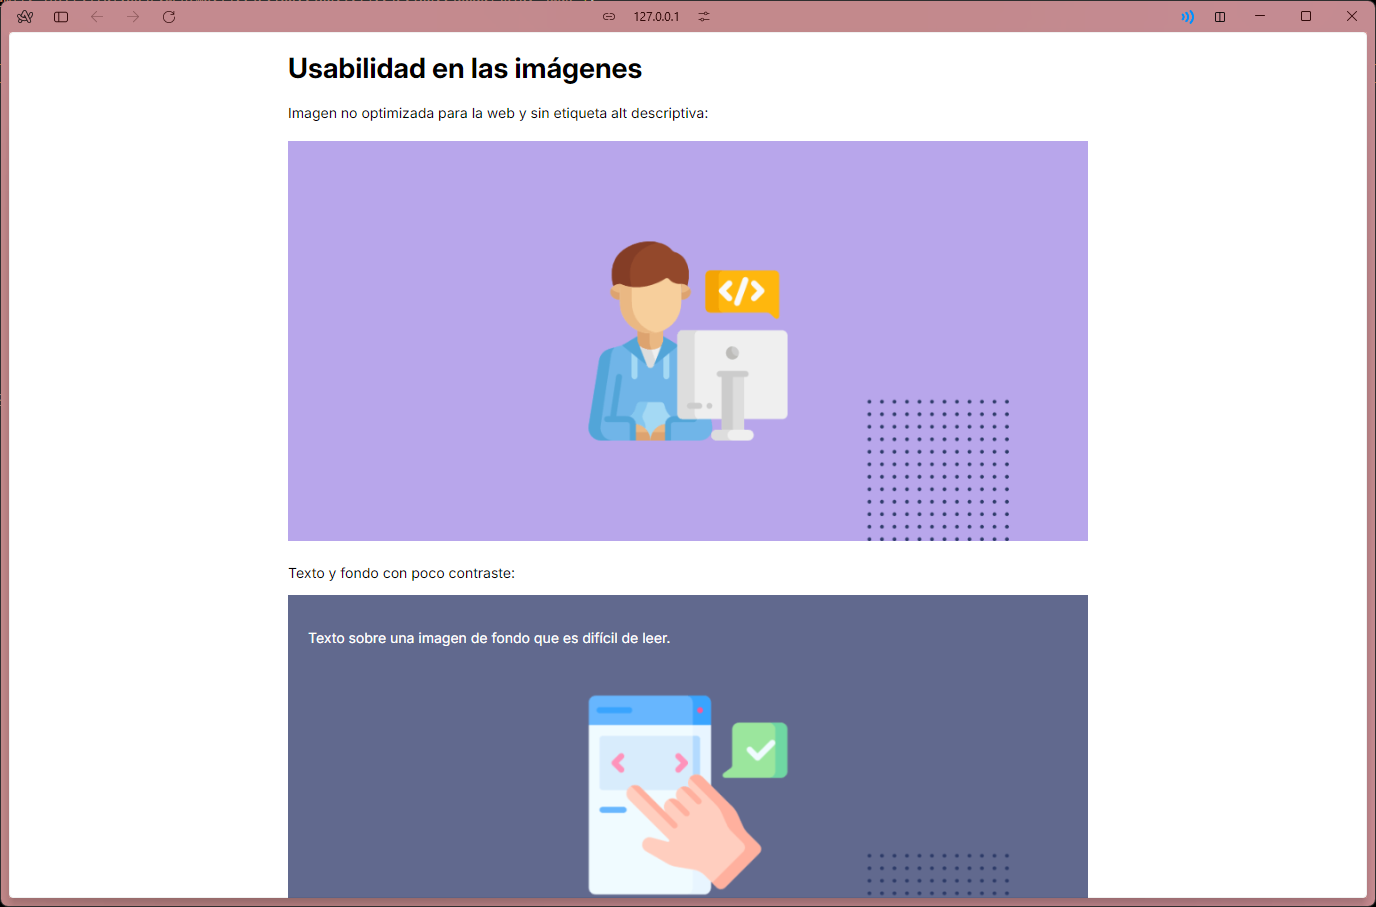 127.0.0.1
Usabilidad en las imágenes
Imagen no optimizada para la web y sin etiqueta alt descriptiva:
</>
Texto y fondo con poco contraste:
Texto sobre una imagen de fondo que es difícil de leer.